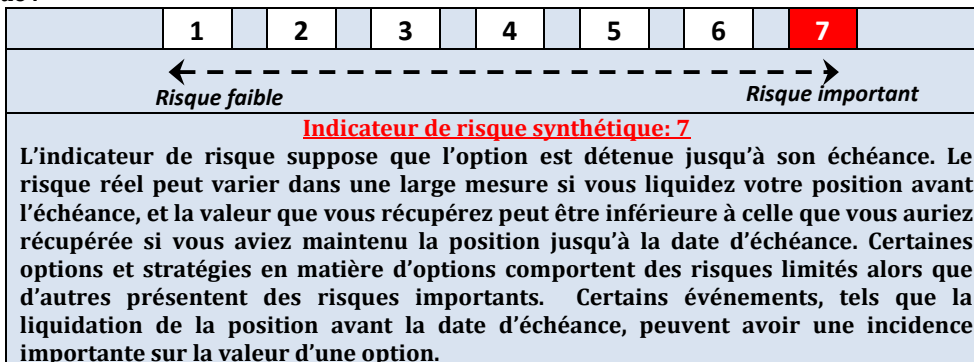 1 2 3 4 5 6 7
Risque faible Risque important
Indicateur de risque synthétique: 7
L’indicateur de risque suppose que l’option est détenue jusqu’à son échéance. Le
risque réel peut varier dans une large mesure si vous liquidez votre position avant
l’échéance, et la valeur que vous récupérez peut être inférieure à celle que vous auriez
récupérée si vous aviez maintenu la position jusqu’à la date d’échéance. Certaines
options et stratégies en matière d’options comportent des risques limités alors que
d’autres présentent des risques importants. Certains événements, tels que la
liquidation de la position avant la date d’échéance, peuvent avoir une incidence
importante sur la valeur d’une option.